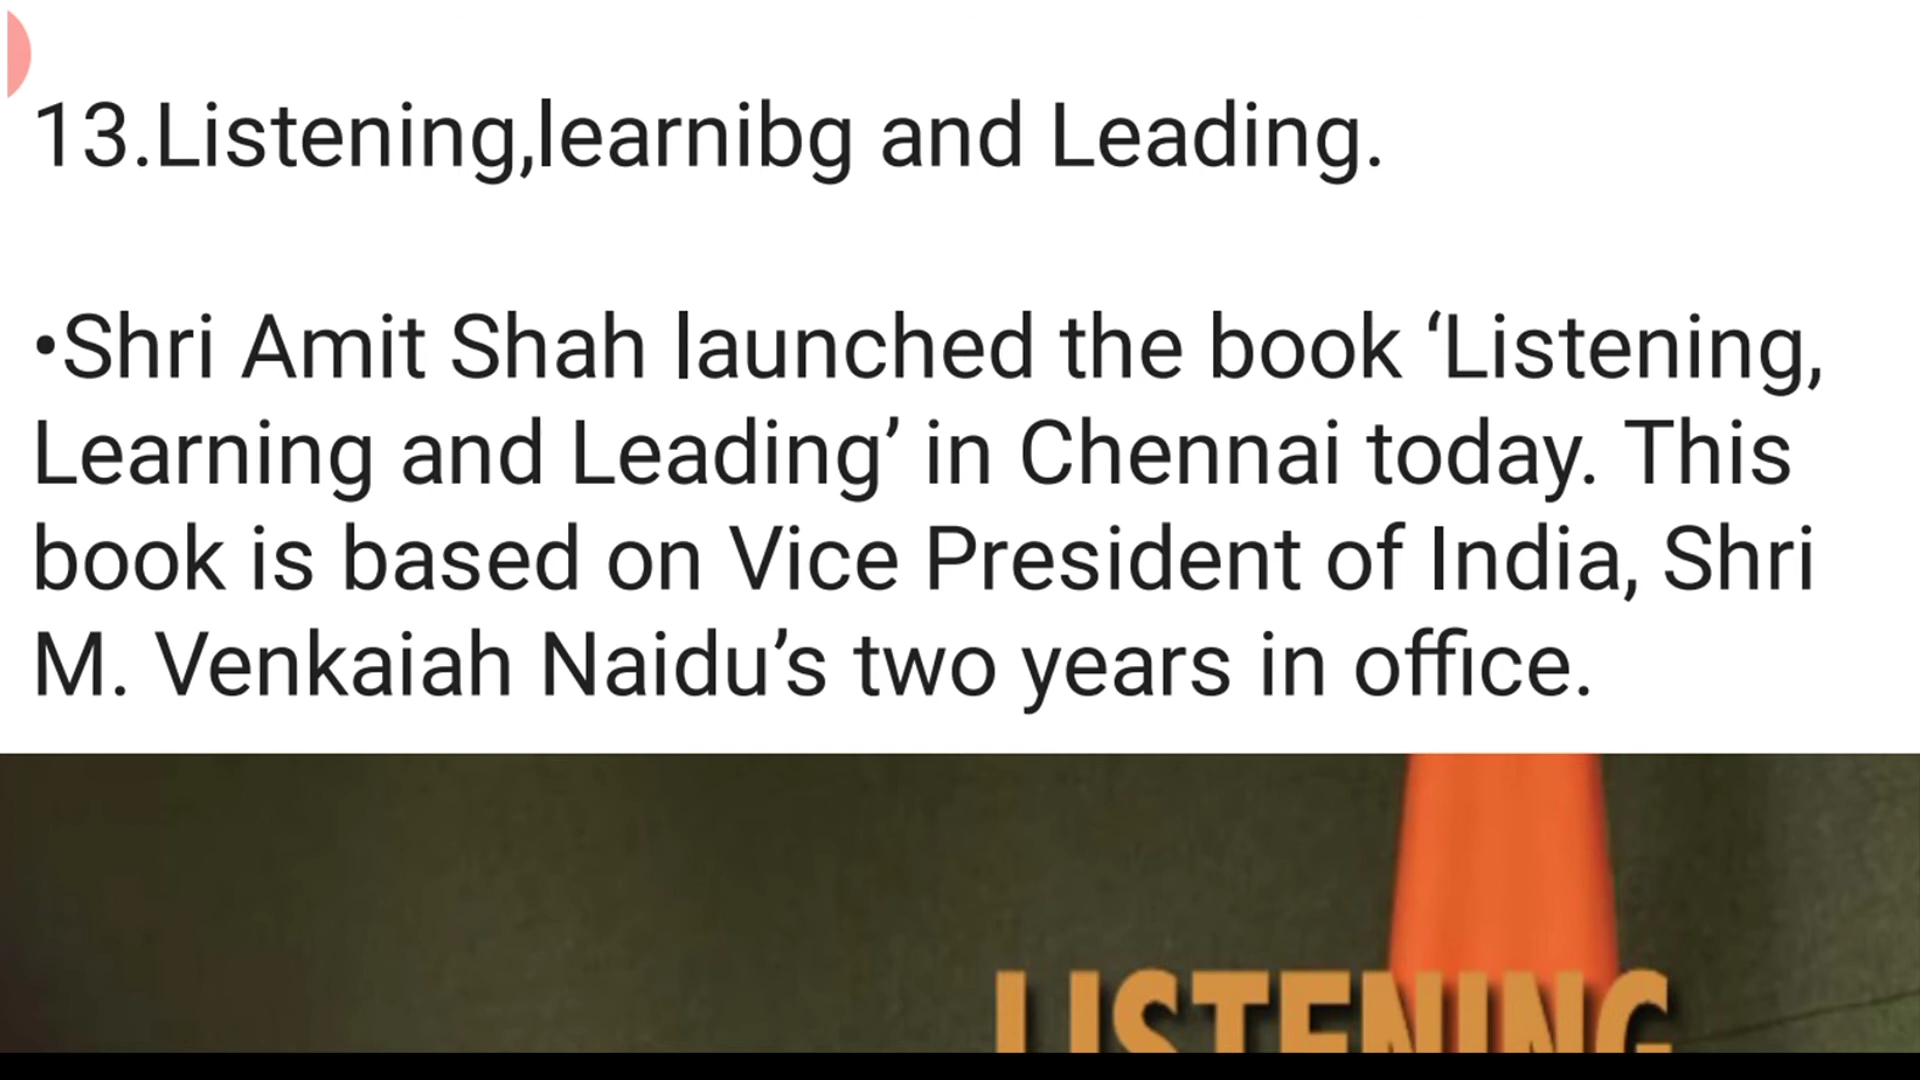 13.Listening,learnibg and Leading.
•Shri Amit Shah launched the book ‘Listening,
Learning and Leading’ in Chennai today. This
book is based on Vice President of India, Shri
M. Venkaiah Naidu’s two years in office.
LISTENING